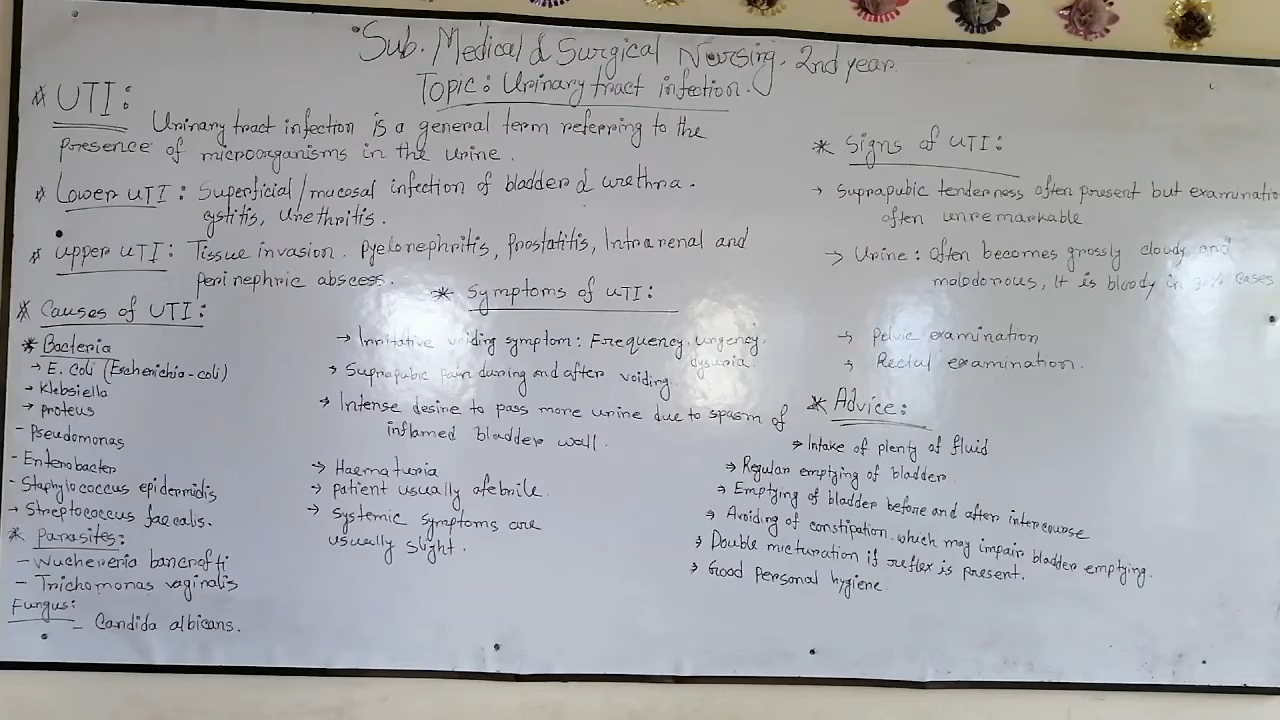 Sub. Medical & Surgical Nursing. 2nd year.
Topic: Urinary tract infection.
* UTI:
Urinary tract infection is a general term referring to the
presence of microorganisms in the urine.
* Lower UTI: Superficial/mucosal infection of bladder & urethra.
cystitis, Urethritis.
* upper UTI: Tissue invasion. Pyelonephritis, Prostatitis, Intrarenal and
perinephric abscess.
* Causes of UTI:
* Bacteria
→ E. coli (Escherichia-coli)
→ Klebsiella
→ proteus
- Pseudomonas
- Enterobacter
- Staphylococcus epidermidis
→ Streptococcus faecalis.
* Parasites:
- Wuchereria bancrofti
- Trichomonas vaginalis
Fungus:
- Candida albicans.
* Symptoms of UTI:
→ Irritative voiding symptom: Frequency, urgency,
dysuria
→ Suprapubic pain during and after voiding.
→ Intense desire to pass more urine due to spasm of
inflamed bladder wall.
→ Haematuria
→ patient usually afebrile.
→ systemic symptoms are
usually slight.
* Signs of UTI:
→ Suprapubic tenderness often present but examinatio
often unremarkable
→ Urine: Often becomes grossly cloudy and
malodorous, It is bloody in 30% cases
→ Pelvic examination
→ Rectal examination.
* Advice:
→ Intake of plenty of fluid
→ Regular emptying of bladder
→ Emptying of bladder before and after intercourse
→ Avoiding of constipation. which may impair bladder emptying.
→ Double micturation if reflex is present.
→ Good Personal hygiene.